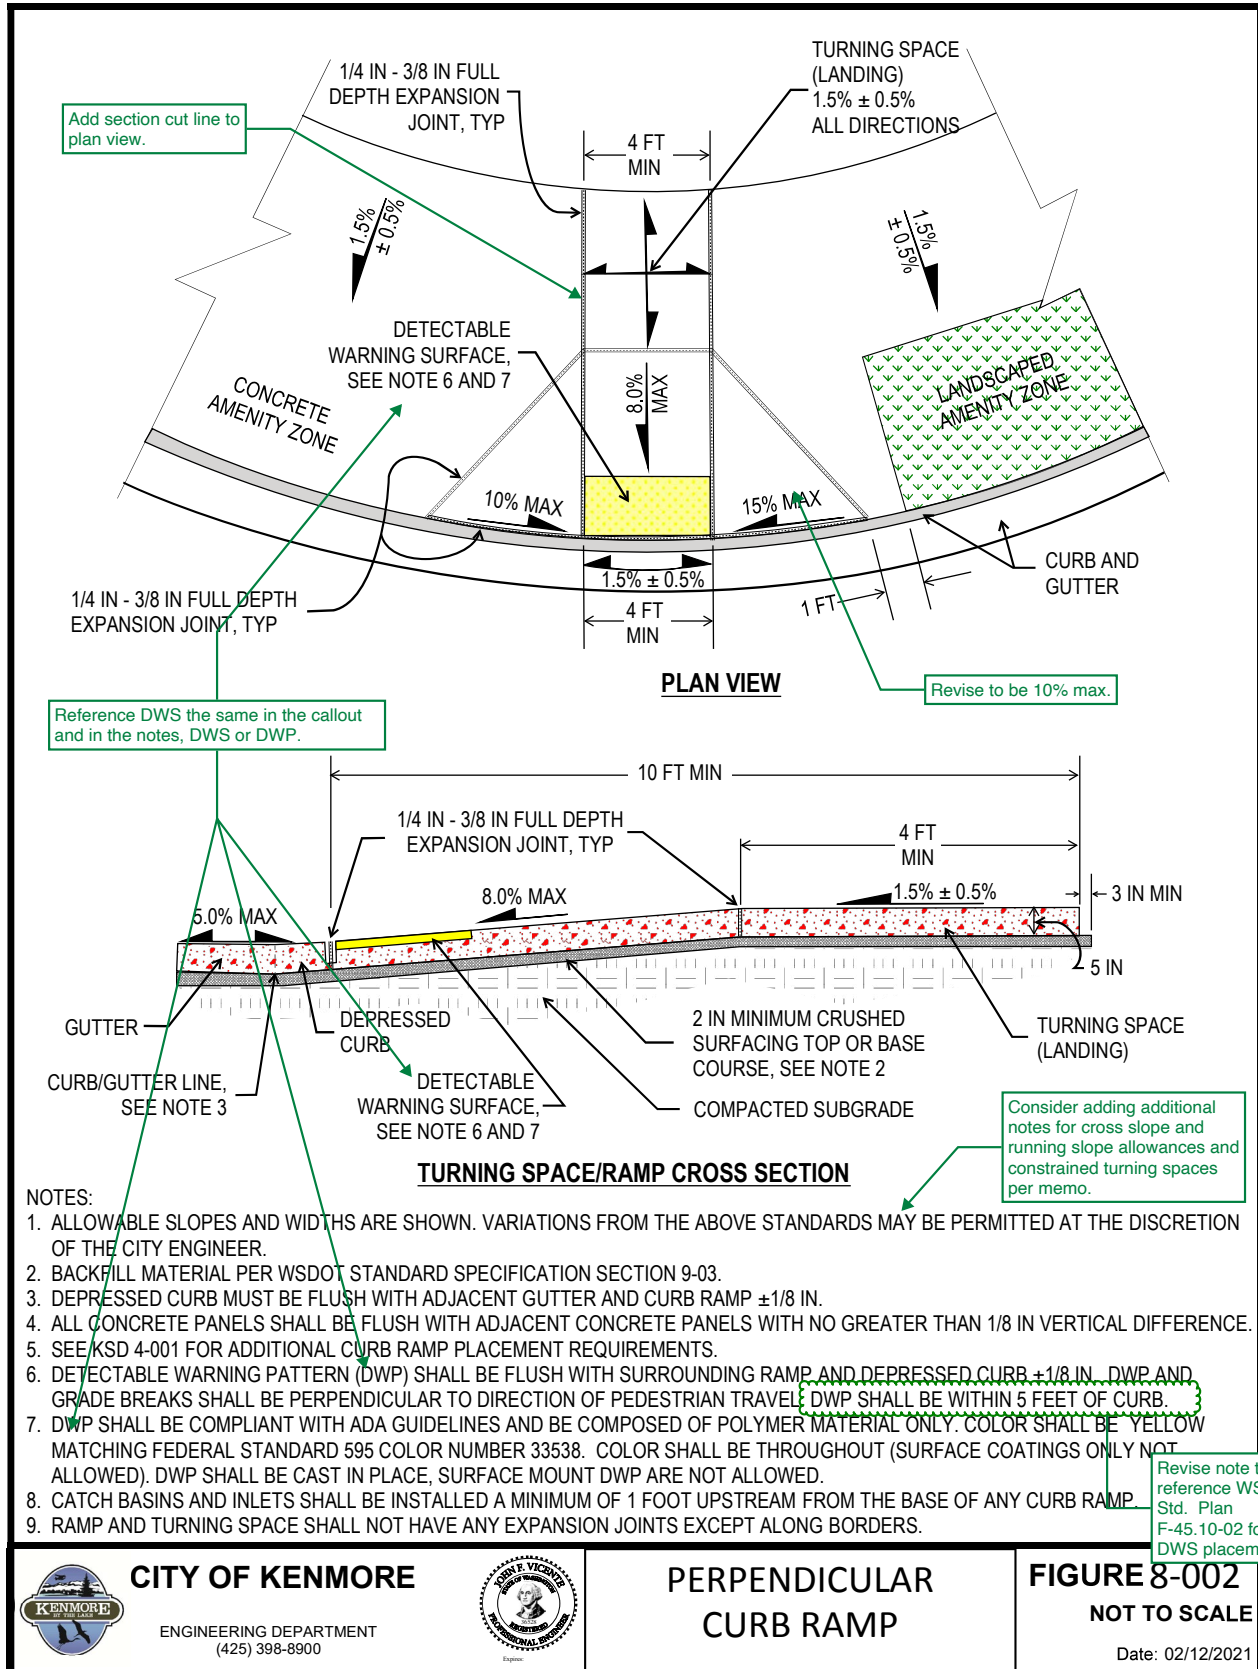 1/4 IN - 3/8 IN FULL
DEPTH EXPANSION
JOINT, TYP
TURNING SPACE
(LANDING)
1.5% ± 0.5%
ALL DIRECTIONS
Add section cut line to
plan view.
4 FT
MIN
1.5%
± 0.5%
1.5%
± 0.5%
DETECTABLE
WARNING SURFACE,
SEE NOTE 6 AND 7
CONCRETE
AMENITY ZONE
8.0%
MAX
LANDSCAPED
AMENITY ZONE
10% MAX
15% MAX
1.5% ± 0.5%
4 FT
MIN
1 FT
CURB AND
GUTTER
1/4 IN - 3/8 IN FULL DEPTH
EXPANSION JOINT, TYP
PLAN VIEW
Revise to be 10% max.
Reference DWS the same in the callout
and in the notes, DWS or DWP.
10 FT MIN
1/4 IN - 3/8 IN FULL DEPTH
EXPANSION JOINT, TYP
4 FT
MIN
5.0% MAX
8.0% MAX
1.5% ± 0.5%
3 IN MIN
5 IN
GUTTER
DEPRESSED
CURB
2 IN MINIMUM CRUSHED
SURFACING TOP OR BASE
COURSE, SEE NOTE 2
TURNING SPACE
(LANDING)
CURB/GUTTER LINE,
SEE NOTE 3
DETECTABLE
WARNING SURFACE,
SEE NOTE 6 AND 7
COMPACTED SUBGRADE
Consider adding additional
notes for cross slope and
running slope allowances and
constrained turning spaces
per memo.
TURNING SPACE/RAMP CROSS SECTION
NOTES:
1. ALLOWABLE SLOPES AND WIDTHS ARE SHOWN. VARIATIONS FROM THE ABOVE STANDARDS MAY BE PERMITTED AT THE DISCRETION
OF THE CITY ENGINEER.
2. BACKFILL MATERIAL PER WSDOT STANDARD SPECIFICATION SECTION 9-03.
3. DEPRESSED CURB MUST BE FLUSH WITH ADJACENT GUTTER AND CURB RAMP ±1/8 IN.
4. ALL CONCRETE PANELS SHALL BE FLUSH WITH ADJACENT CONCRETE PANELS WITH NO GREATER THAN 1/8 IN VERTICAL DIFFERENCE.
5. SEE KSD 4-001 FOR ADDITIONAL CURB RAMP PLACEMENT REQUIREMENTS.
6. DETECTABLE WARNING PATTERN (DWP) SHALL BE FLUSH WITH SURROUNDING RAMP AND DEPRESSED CURB ±1/8 IN. DWP AND
GRADE BREAKS SHALL BE PERPENDICULAR TO DIRECTION OF PEDESTRIAN TRAVEL. DWP SHALL BE WITHIN 5 FEET OF CURB.
7. DWP SHALL BE COMPLIANT WITH ADA GUIDELINES AND BE COMPOSED OF POLYMER MATERIAL ONLY. COLOR SHALL BE YELLOW
MATCHING FEDERAL STANDARD 595 COLOR NUMBER 33538. COLOR SHALL BE THROUGHOUT (SURFACE COATINGS ONLY NOT
ALLOWED). DWP SHALL BE CAST IN PLACE, SURFACE MOUNT DWP ARE NOT ALLOWED.
8. CATCH BASINS AND INLETS SHALL BE INSTALLED A MINIMUM OF 1 FOOT UPSTREAM FROM THE BASE OF ANY CURB RAMP.
9. RAMP AND TURNING SPACE SHALL NOT HAVE ANY EXPANSION JOINTS EXCEPT ALONG BORDERS.
Revise note t
reference WS
Std. Plan
F-45.10-02 fo
DWS placem
KENMORE
BY THE LAKE
CITY OF KENMORE
ENGINEERING DEPARTMENT
(425) 398-8900
JOHN F. VICENTE
STATE OF WASHINGTON
REGISTERED
PROFESSIONAL ENGINEER
Expires:
PERPENDICULAR
CURB RAMP
FIGURE 8-002
NOT TO SCALE
Date: 02/12/2021